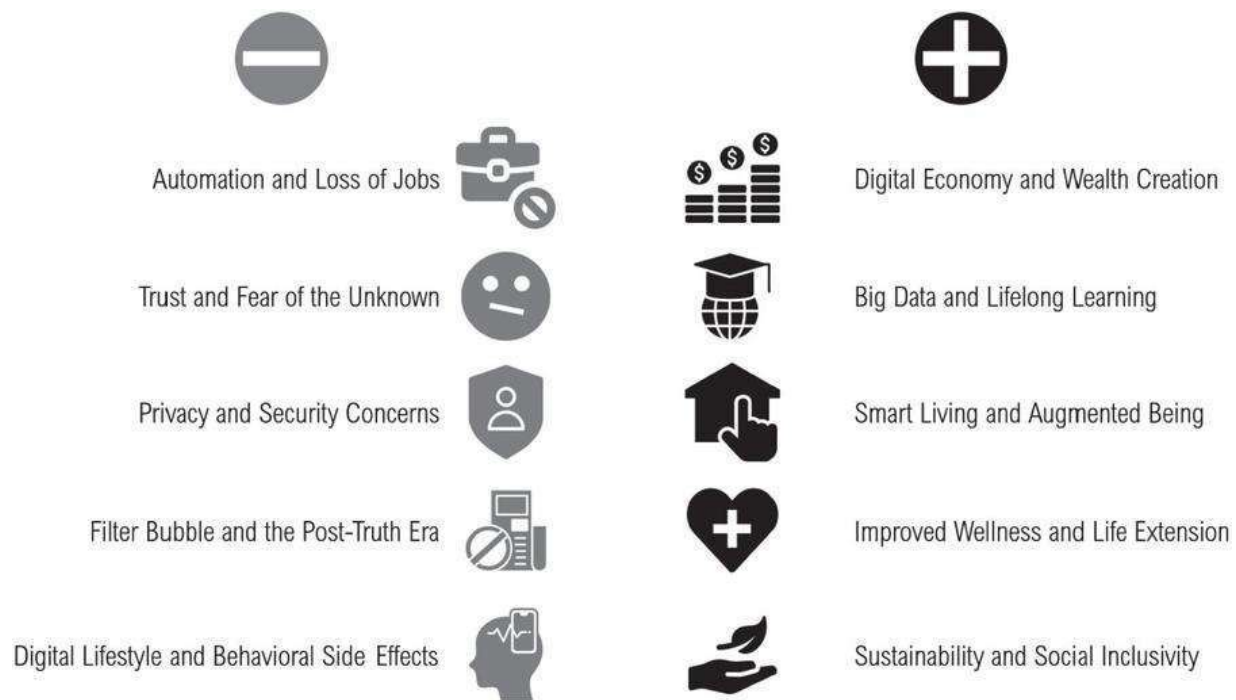 Automation and Loss of Jobs
Digital Economy and Wealth Creation
Trust and Fear of the Unknown
Big Data and Lifelong Learning
Privacy and Security Concerns
Smart Living and Augmented Being
Filter Bubble and the Post-Truth Era
Improved Wellness and Life Extension
Digital Lifestyle and Behavioral Side Effects
Sustainability and Social Inclusivity